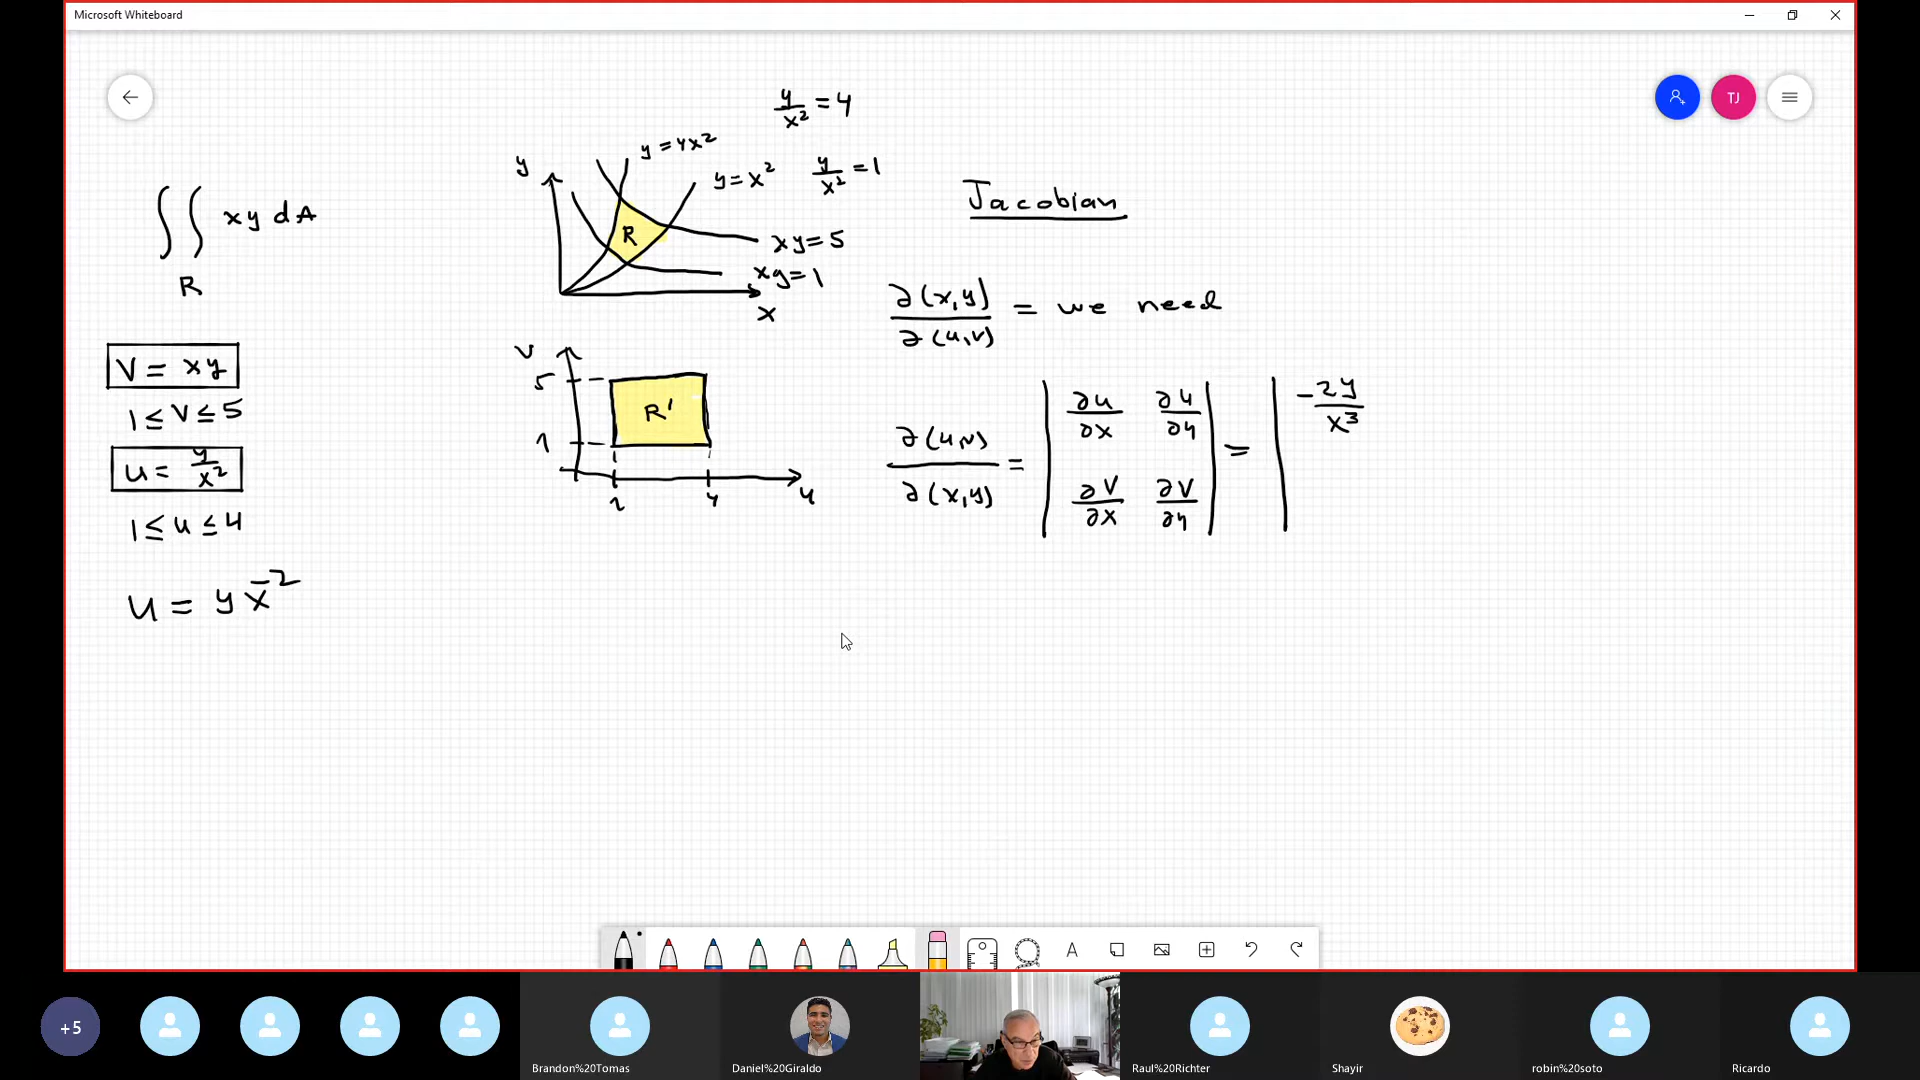 Microsoft Whiteboard
TJ
∫∫ xy dA
R
V = xy
1 ≤ V ≤ 5
u = y/x²
1 ≤ u ≤ 4
u = y x⁻²
y/x² = 4
y = 4x²
y = x²
y/x² = 1
y
R
xy = 5
xy = 1
x
v
5
R'
1
1
4
u
Jacobian
∂(x,y)/∂(u,v) = we need
∂(u,v)/∂(x,y) = | ∂u/∂x ∂u/∂y | = | -2y/x³
| ∂V/∂x ∂V/∂y |
A
+5
Brandon%20Tomas
Daniel%20Giraldo
Raul%20Richter
Shayir
robin%20soto
Ricardo